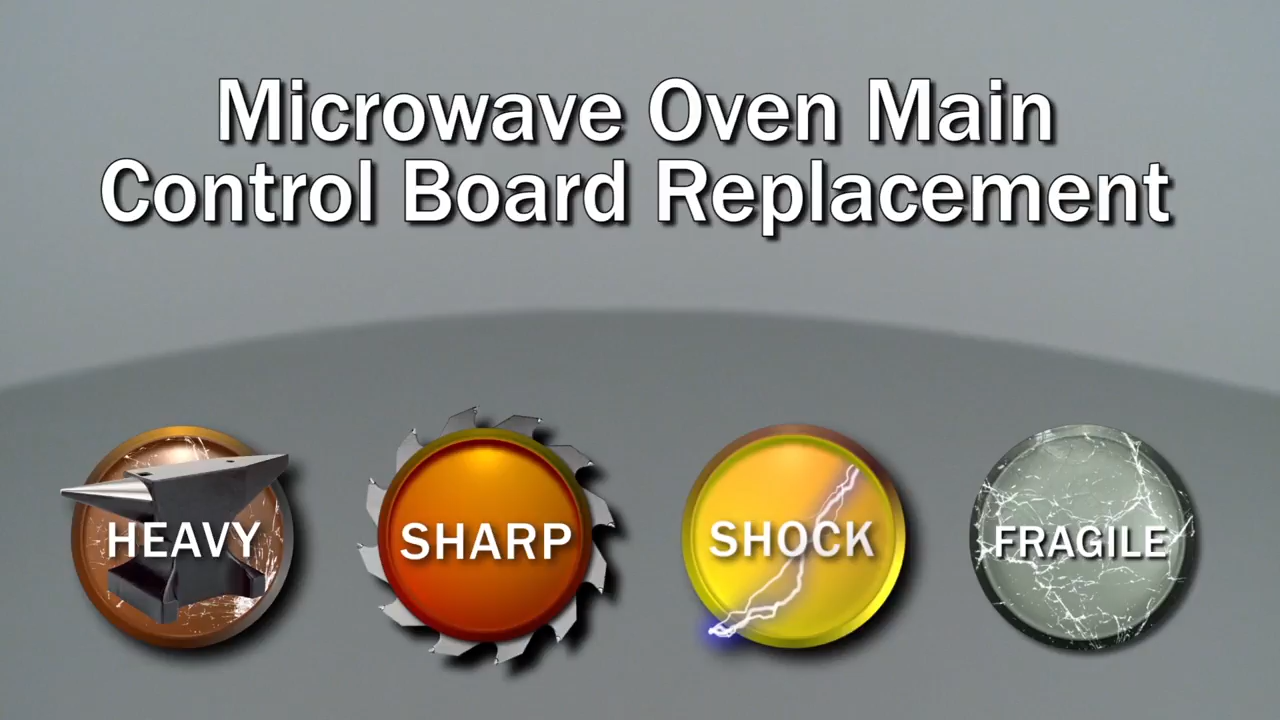 Microwave Oven Main
Control Board Replacement
HEAVY
SHARP
SHOCK
FRAGILE